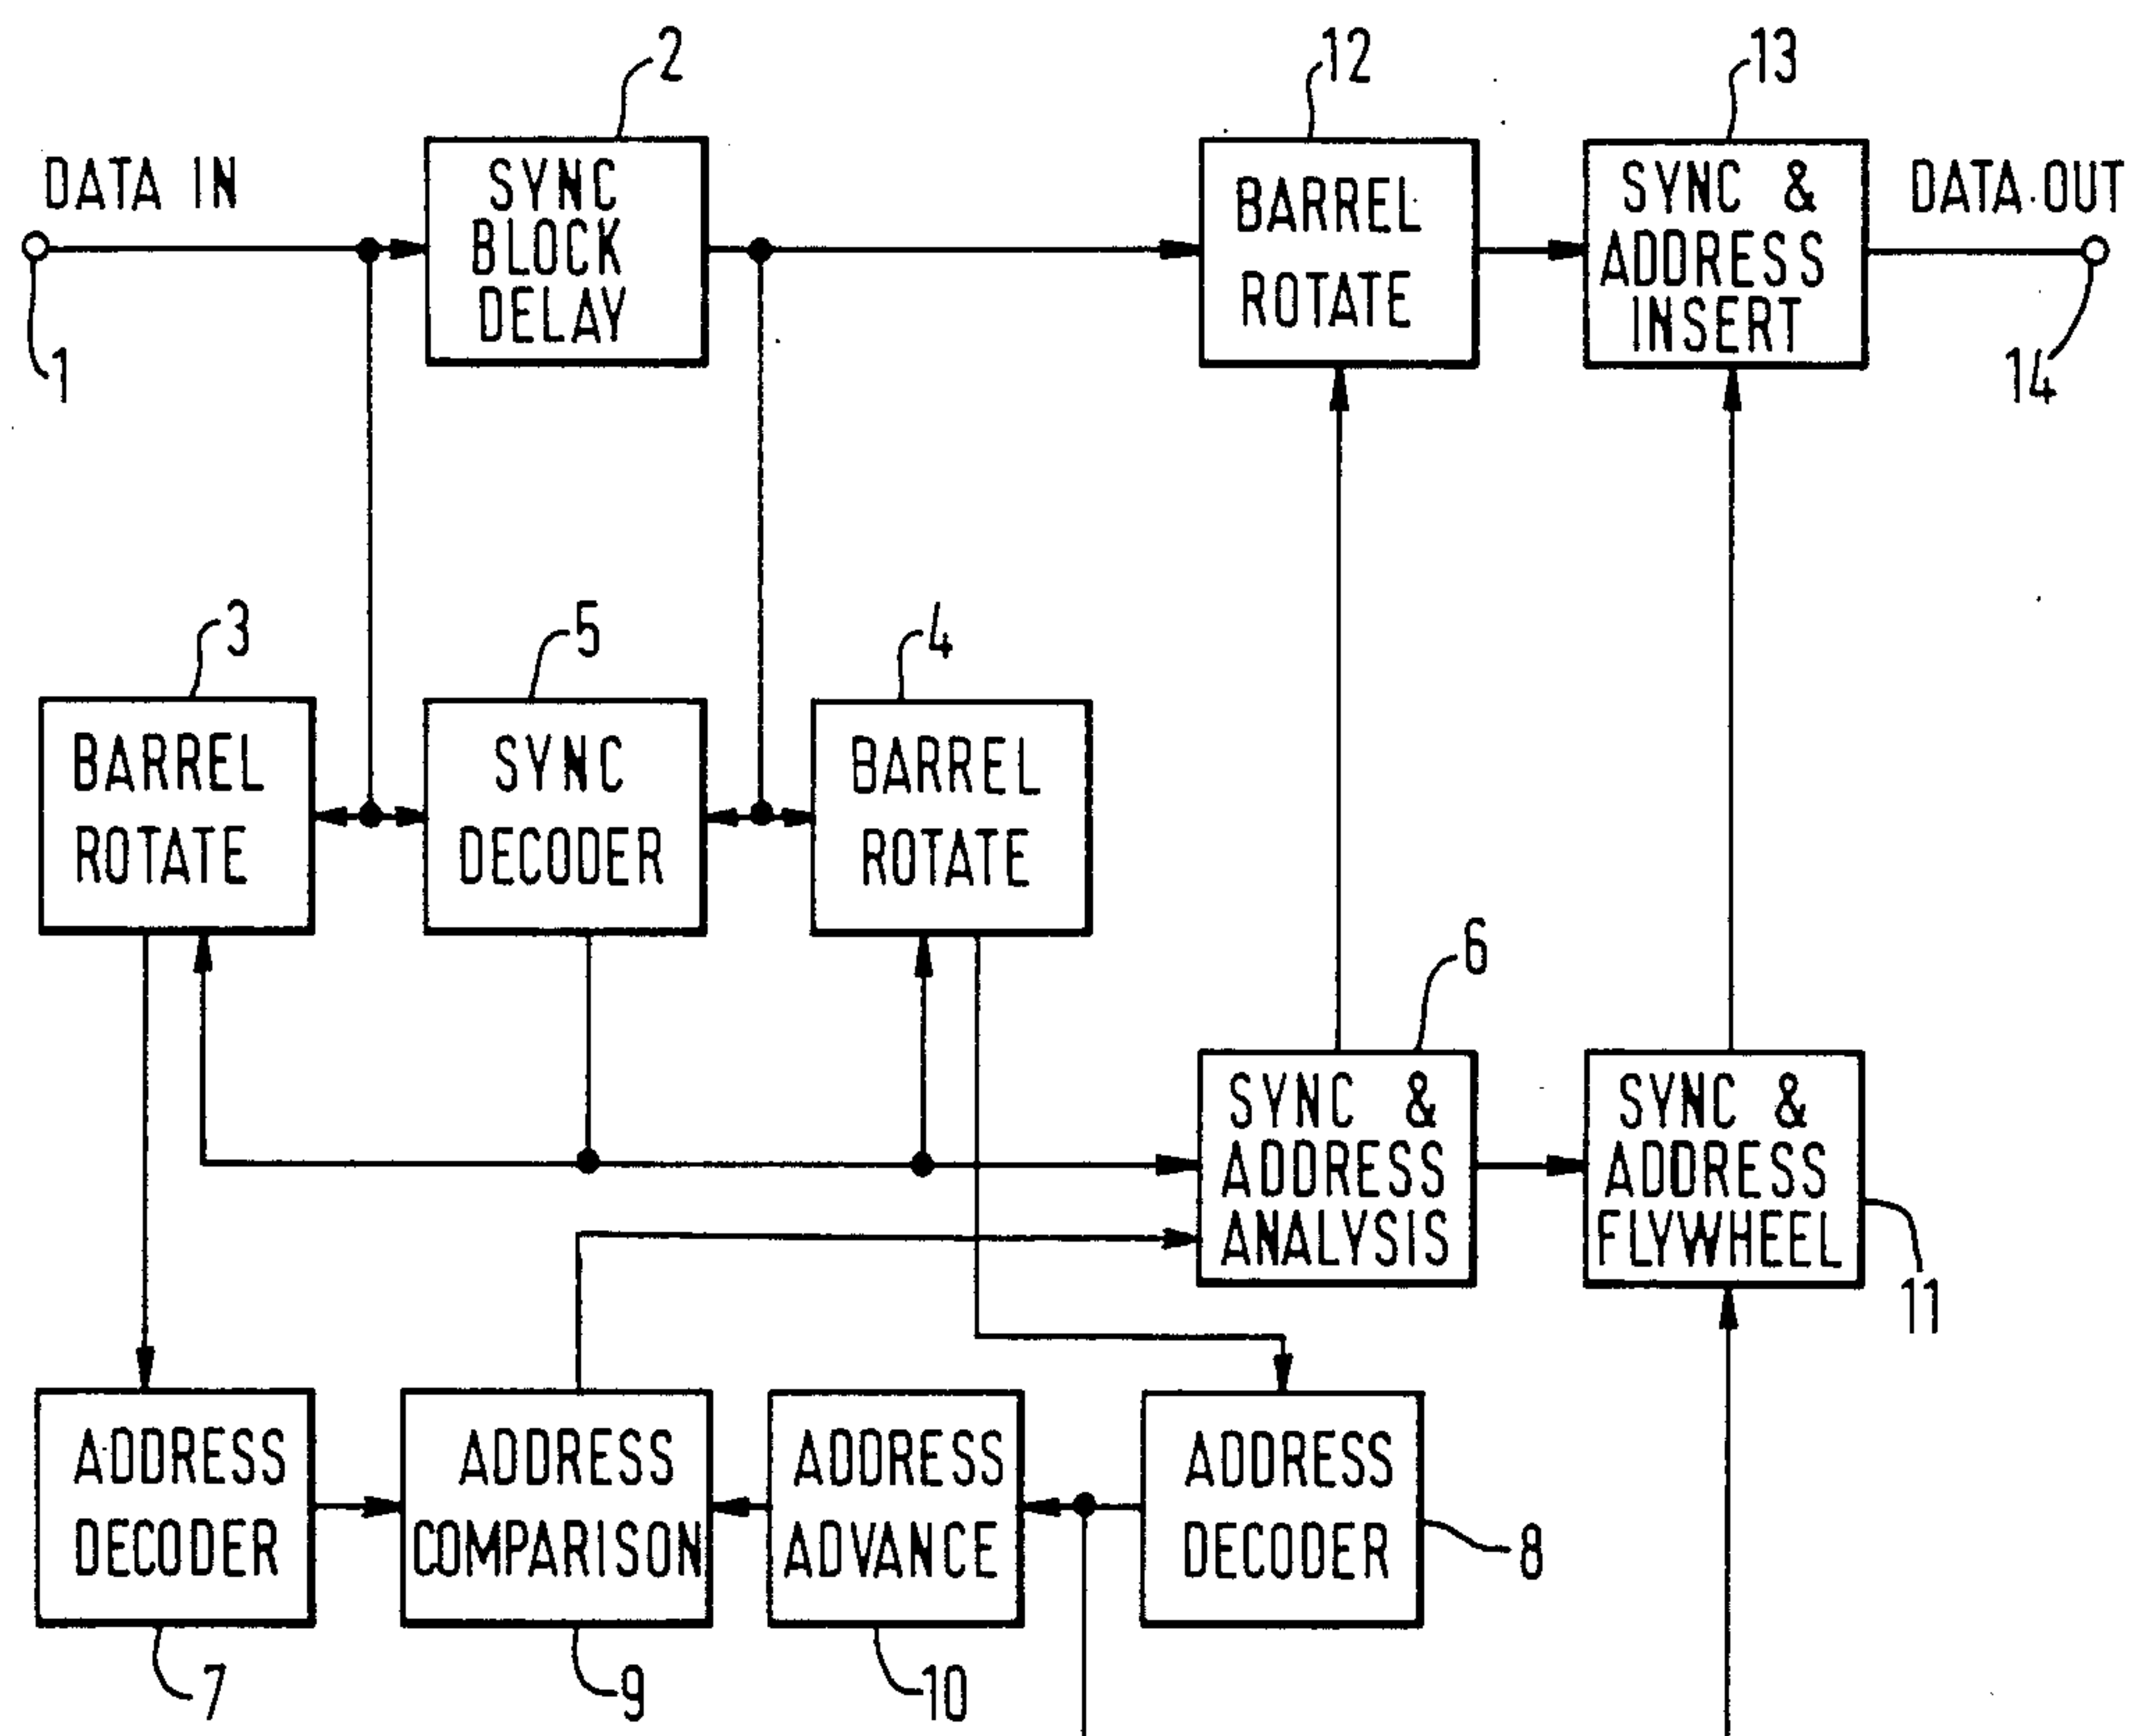 2
12
13
DATA IN
SYNC
BLOCK
DELAY
BARREL
ROTATE
SYNC &
ADDRESS
INSERT
DATA OUT
1
14
3
5
4
BARREL
ROTATE
SYNC
DECODER
BARREL
ROTATE
6
SYNC &
ADDRESS
ANALYSIS
SYNC &
ADDRESS
FLYWHEEL
11
ADDRESS
DECODER
ADDRESS
COMPARISON
ADDRESS
ADVANCE
ADDRESS
DECODER
8
7
9
10